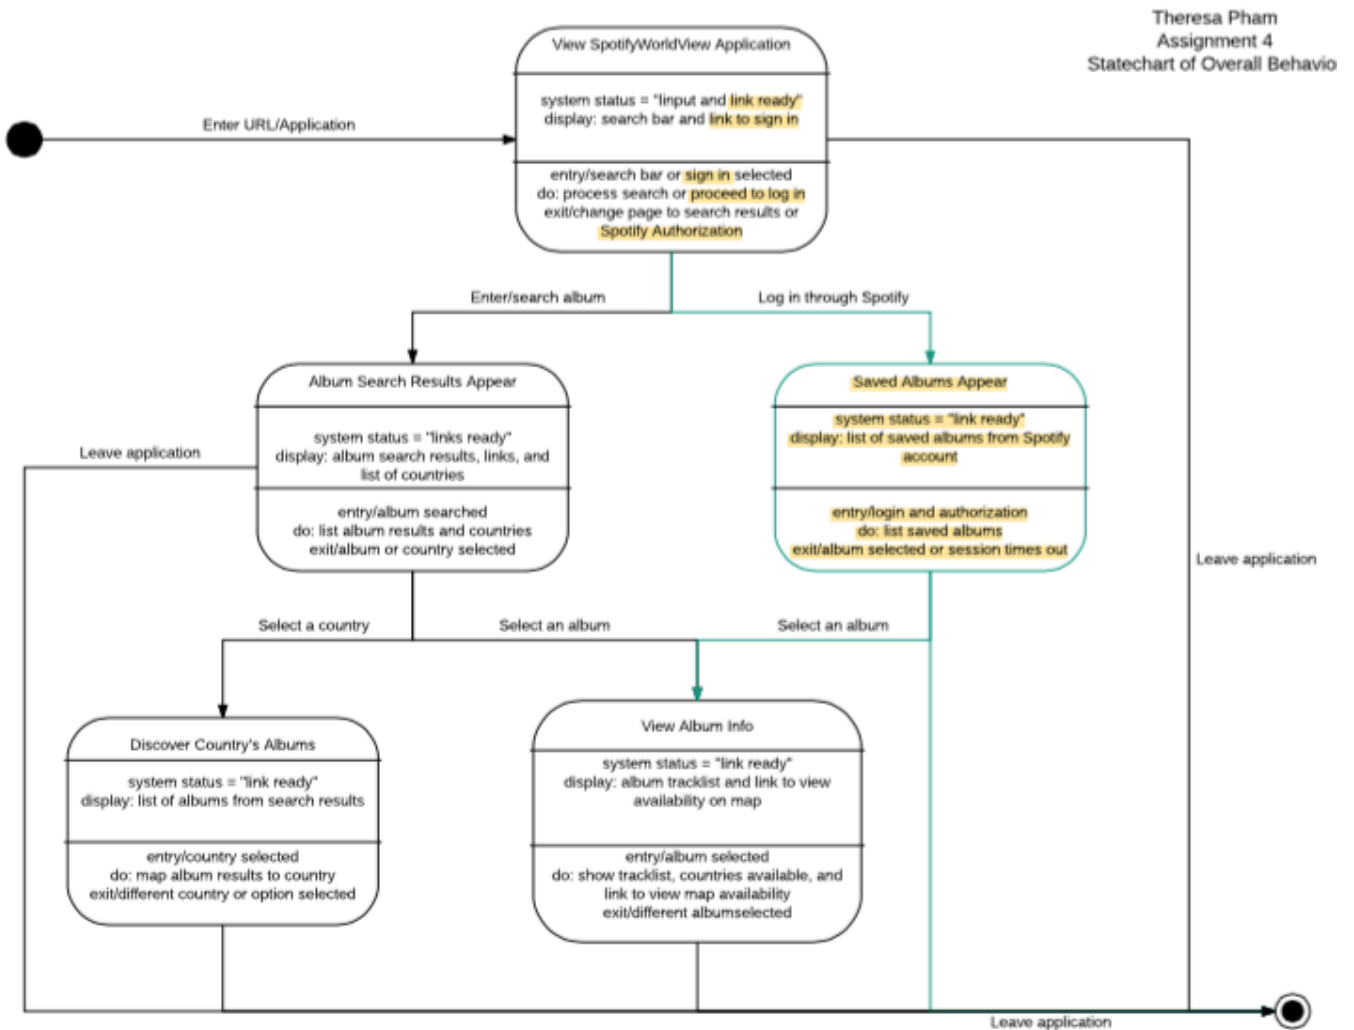 Theresa Pham
Assignment 4
Statechart of Overall Behavio
View SpotifyWorldView Application
system status = "linput and link ready"
display: search bar and link to sign in
entry/search bar or sign in selected
do: process search or proceed to log in
exit/change page to search results or
Spotify Authorization
Enter URL/Application
Enter/search album
Log in through Spotify
Album Search Results Appear
system status = "links ready"
display: album search results, links, and
list of countries
entry/album searched
do: list album results and countries
exit/album or country selected
Saved Albums Appear
system status = "link ready"
display: list of saved albums from Spotify
account
entry/login and authorization
do: list saved albums
exit/album selected or session times out
Leave application
Leave application
Select a country
Select an album
Select an album
Discover Country's Albums
system status = "link ready"
display: list of albums from search results
entry/country selected
do: map album results to country
exit/different country or option selected
View Album Info
system status = "link ready"
display: album tracklist and link to view
availability on map
entry/album selected
do: show tracklist, countries available, and
link to view map availability
exit/different albumselected
Leave application